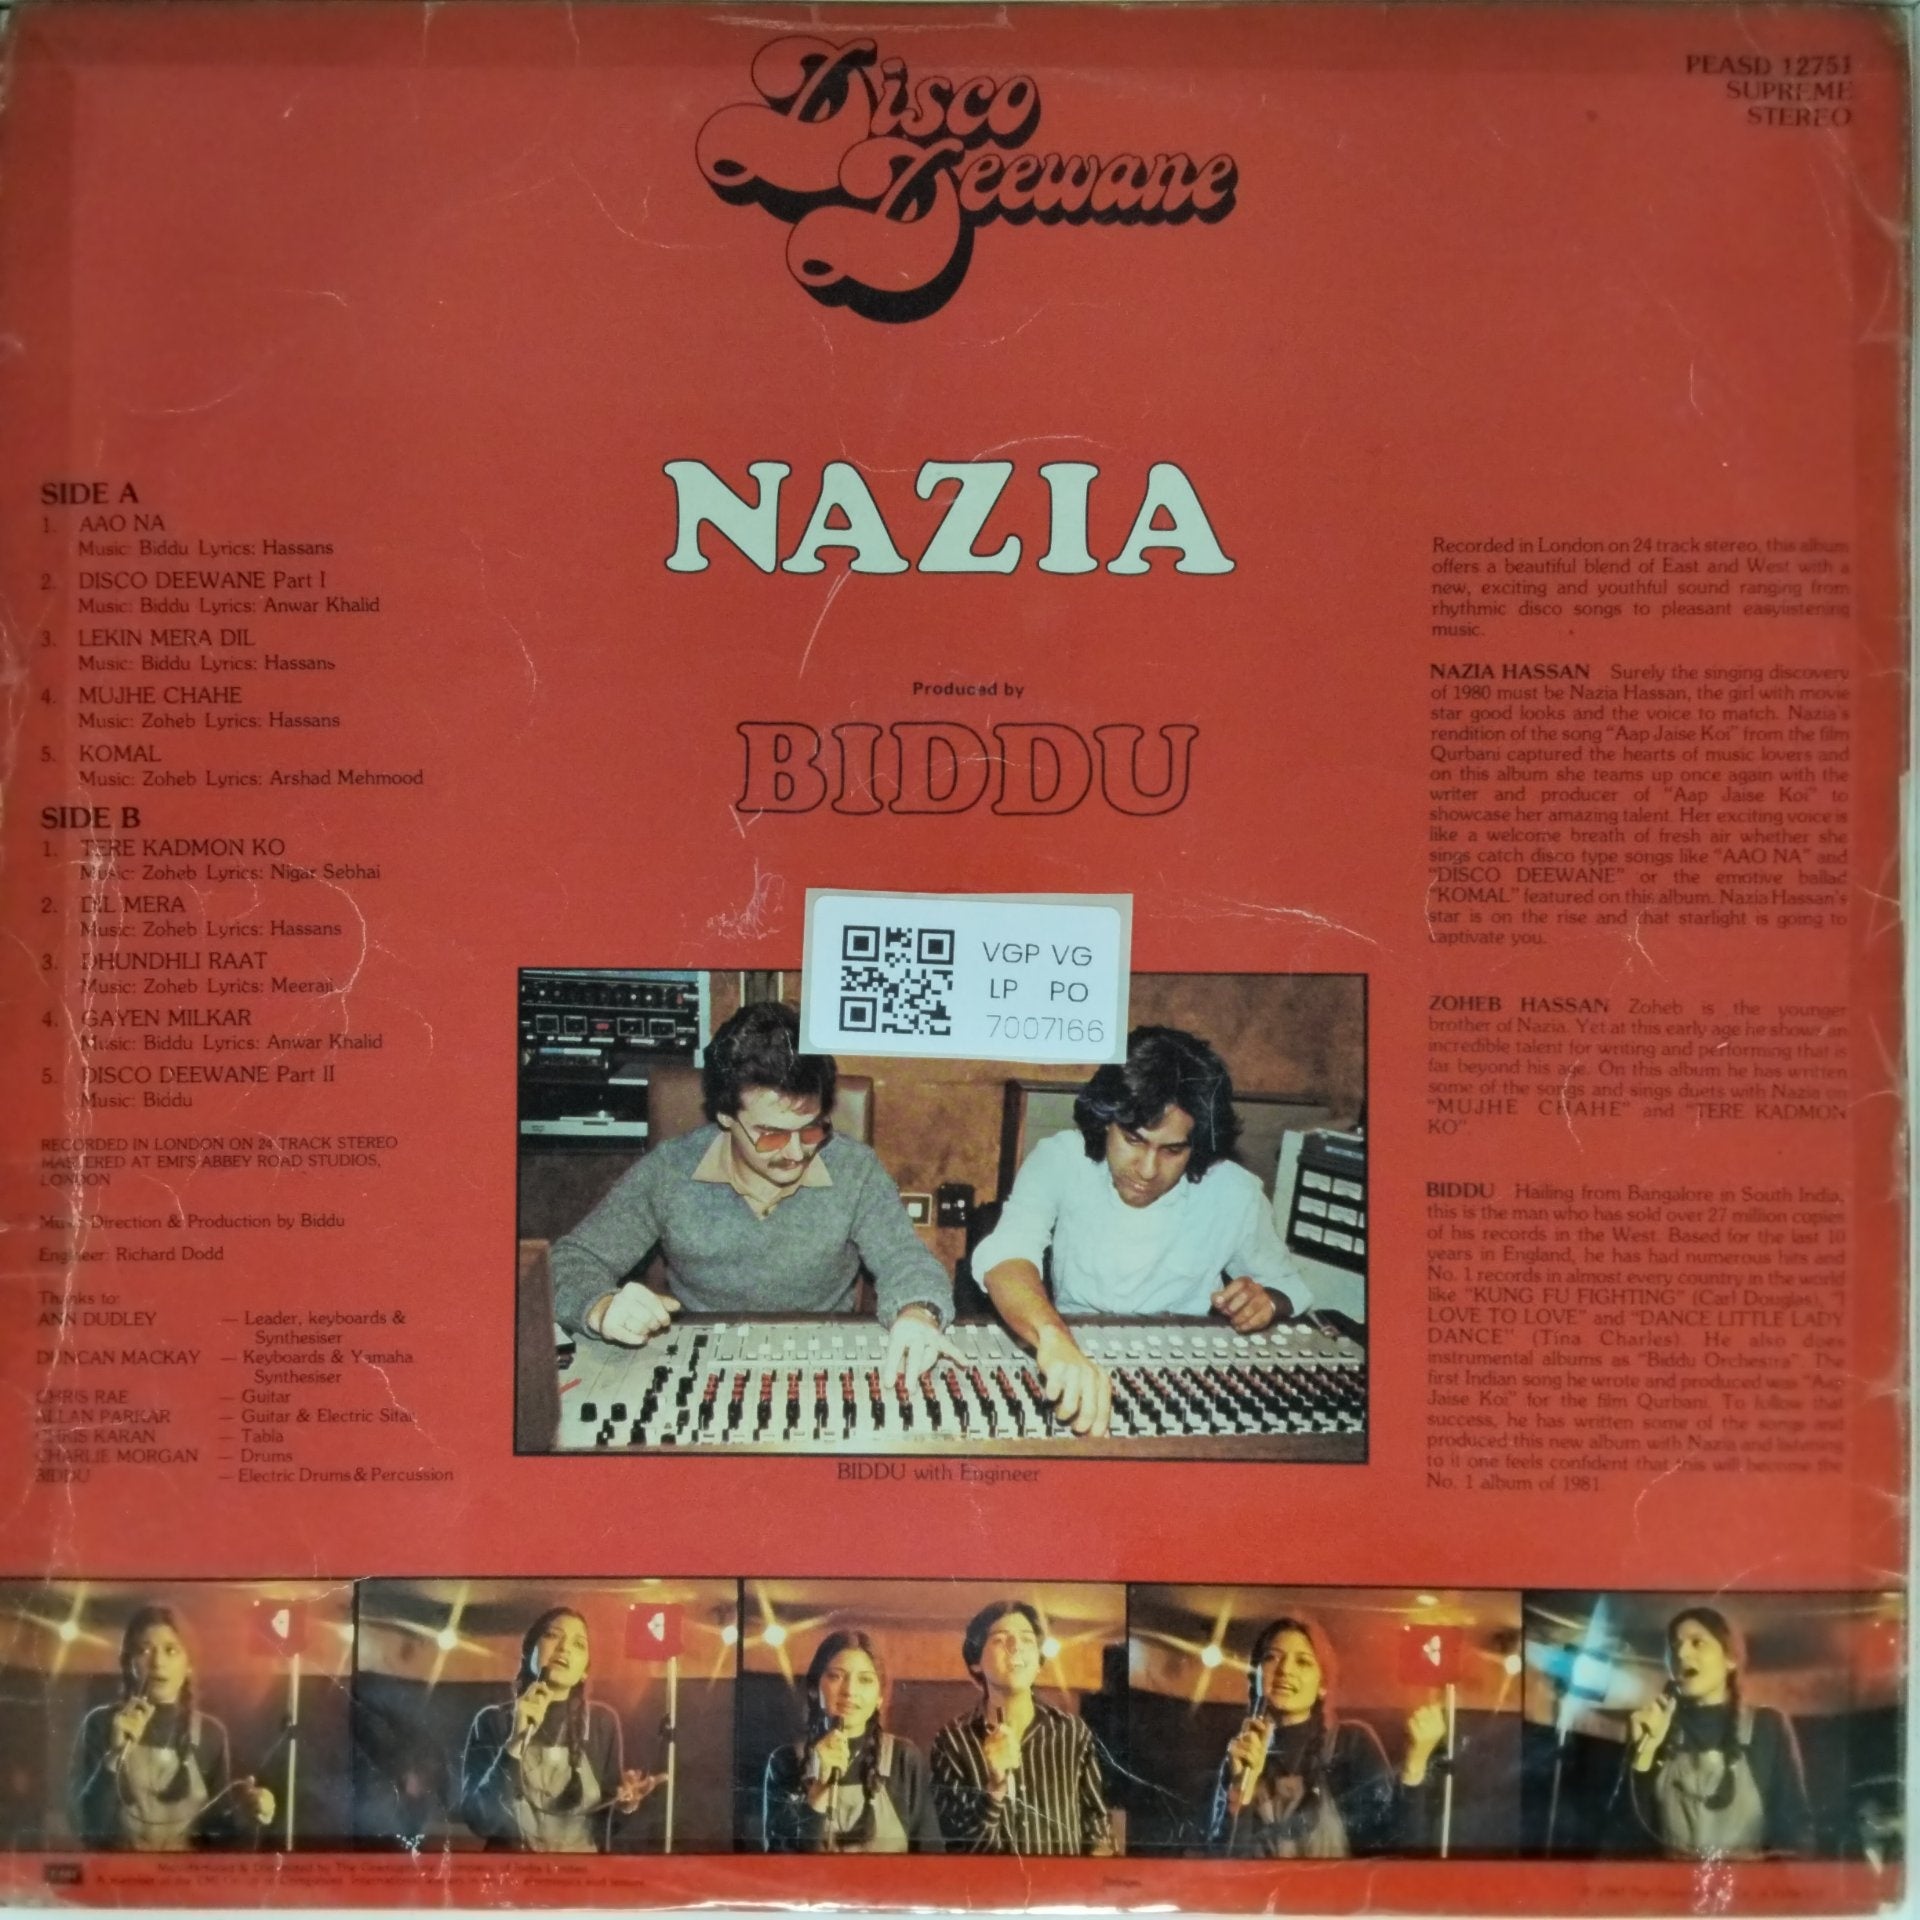 Disco
Deewane
PEASD 12751
SUPREME
STEREO
NAZIA
Produced by
BIDDU
SIDE A
1. AAO NA
Music: Biddu Lyrics: Hassans
2. DISCO DEEWANE Part I
Music: Biddu Lyrics: Anwar Khalid
3. LEKIN MERA DIL
Music: Biddu Lyrics: Hassans
4. MUJHE CHAHE
Music: Zoheb Lyrics: Hassans
5. KOMAL
Music: Zoheb Lyrics: Arshad Mehmood
SIDE B
1. TERE KADMON KO
Music: Zoheb Lyrics: Nigar Sebhai
2. DIL MERA
Music: Zoheb Lyrics: Hassans
3. DHUNDHLI RAAT
Music: Zoheb Lyrics: Meeraji
4. GAYEN MILKAR
Music: Biddu Lyrics: Anwar Khalid
5. DISCO DEEWANE Part II
Music: Biddu
RECORDED IN LONDON ON 24 TRACK STEREO
MASTERED AT EMI'S ABBEY ROAD STUDIOS,
LONDON
Music Direction & Production by Biddu
Engineer: Richard Dodd
Thanks to:
ANN DUDLEY — Leader, keyboards &
Synthesiser
DUNCAN MACKAY — Keyboards & Yamaha
Synthesiser
CHRIS RAE — Guitar
ALLAN PARKAR — Guitar & Electric Sitar
CHRIS KARAN — Tabla
CHARLIE MORGAN — Drums
BIDDU — Electric Drums & Percussion
VGP VG
LP PO
7007166
BIDDU with Engineer
Recorded in London on 24 track stereo, this album
offers a beautiful blend of East and West with a
new, exciting and youthful sound ranging from
rhythmic disco songs to pleasant easylistening
music.
NAZIA HASSAN Surely the singing discovery
of 1980 must be Nazia Hassan, the girl with movie
star good looks and the voice to match. Nazia's
rendition of the song "Aap Jaise Koi" from the film
Qurbani captured the hearts of music lovers and
on this album she teams up once again with the
writer and producer of "Aap Jaise Koi" to
showcase her amazing talent. Her exciting voice is
like a welcome breath of fresh air whether she
sings catch disco type songs like "AAO NA" and
"DISCO DEEWANE" or the emotive ballad
"KOMAL" featured on this album. Nazia Hassan's
star is on the rise and that starlight is going to
captivate you.
ZOHEB HASSAN Zoheb is the younger
brother of Nazia. Yet at this early age he shows an
incredible talent for writing and performing that is
far beyond his age. On this album he has written
some of the songs and sings duets with Nazia on
"MUJHE CHAHE" and "TERE KADMON
KO"
BIDDU Hailing from Bangalore in South India,
this is the man who has sold over 27 million copies
of his records in the West. Based for the last 10
years in England, he has had numerous hits and
No. 1 records in almost every country in the world
like "KUNG FU FIGHTING" (Carl Douglas), "I
LOVE TO LOVE" and "DANCE LITTLE LADY
DANCE" (Tina Charles). He also does
instrumental albums as "Biddu Orchestra". The
first Indian song he wrote and produced was "Aap
Jaise Koi" for the film Qurbani. To follow that
success, he has written some of the songs and
produced this new album with Nazia and listening
to it one feels confident that this will become the
No. 1 album of 1981.
EMI
Manufactured & Distributed by The Gramophone Company of India Limited